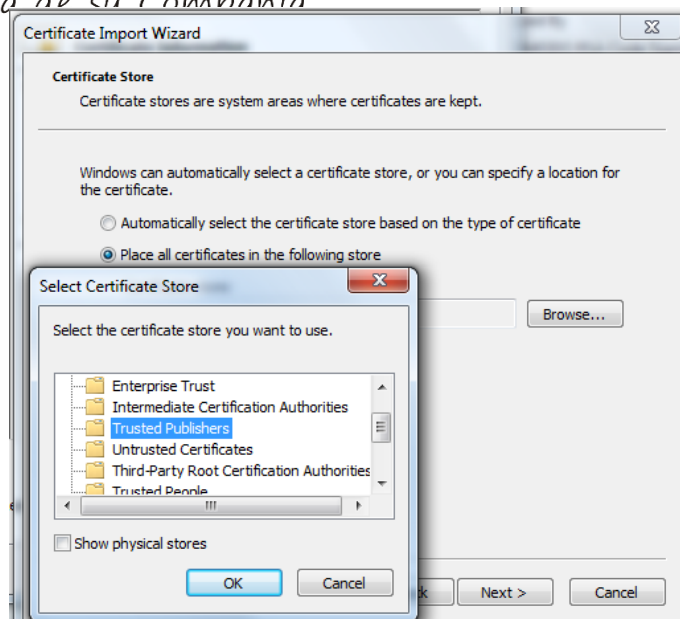 de su Compañia
Certificate Import Wizard
Certificate Store
Certificate stores are system areas where certificates are kept.
Windows can automatically select a certificate store, or you can specify a location for
the certificate.
Automatically select the certificate store based on the type of certificate
Place all certificates in the following store
Browse...
Select Certificate Store
Select the certificate store you want to use.
Enterprise Trust
Intermediate Certification Authorities
Trusted Publishers
Untrusted Certificates
Third-Party Root Certification Authorities
Trusted People
Show physical stores
OK Cancel
Next > Cancel